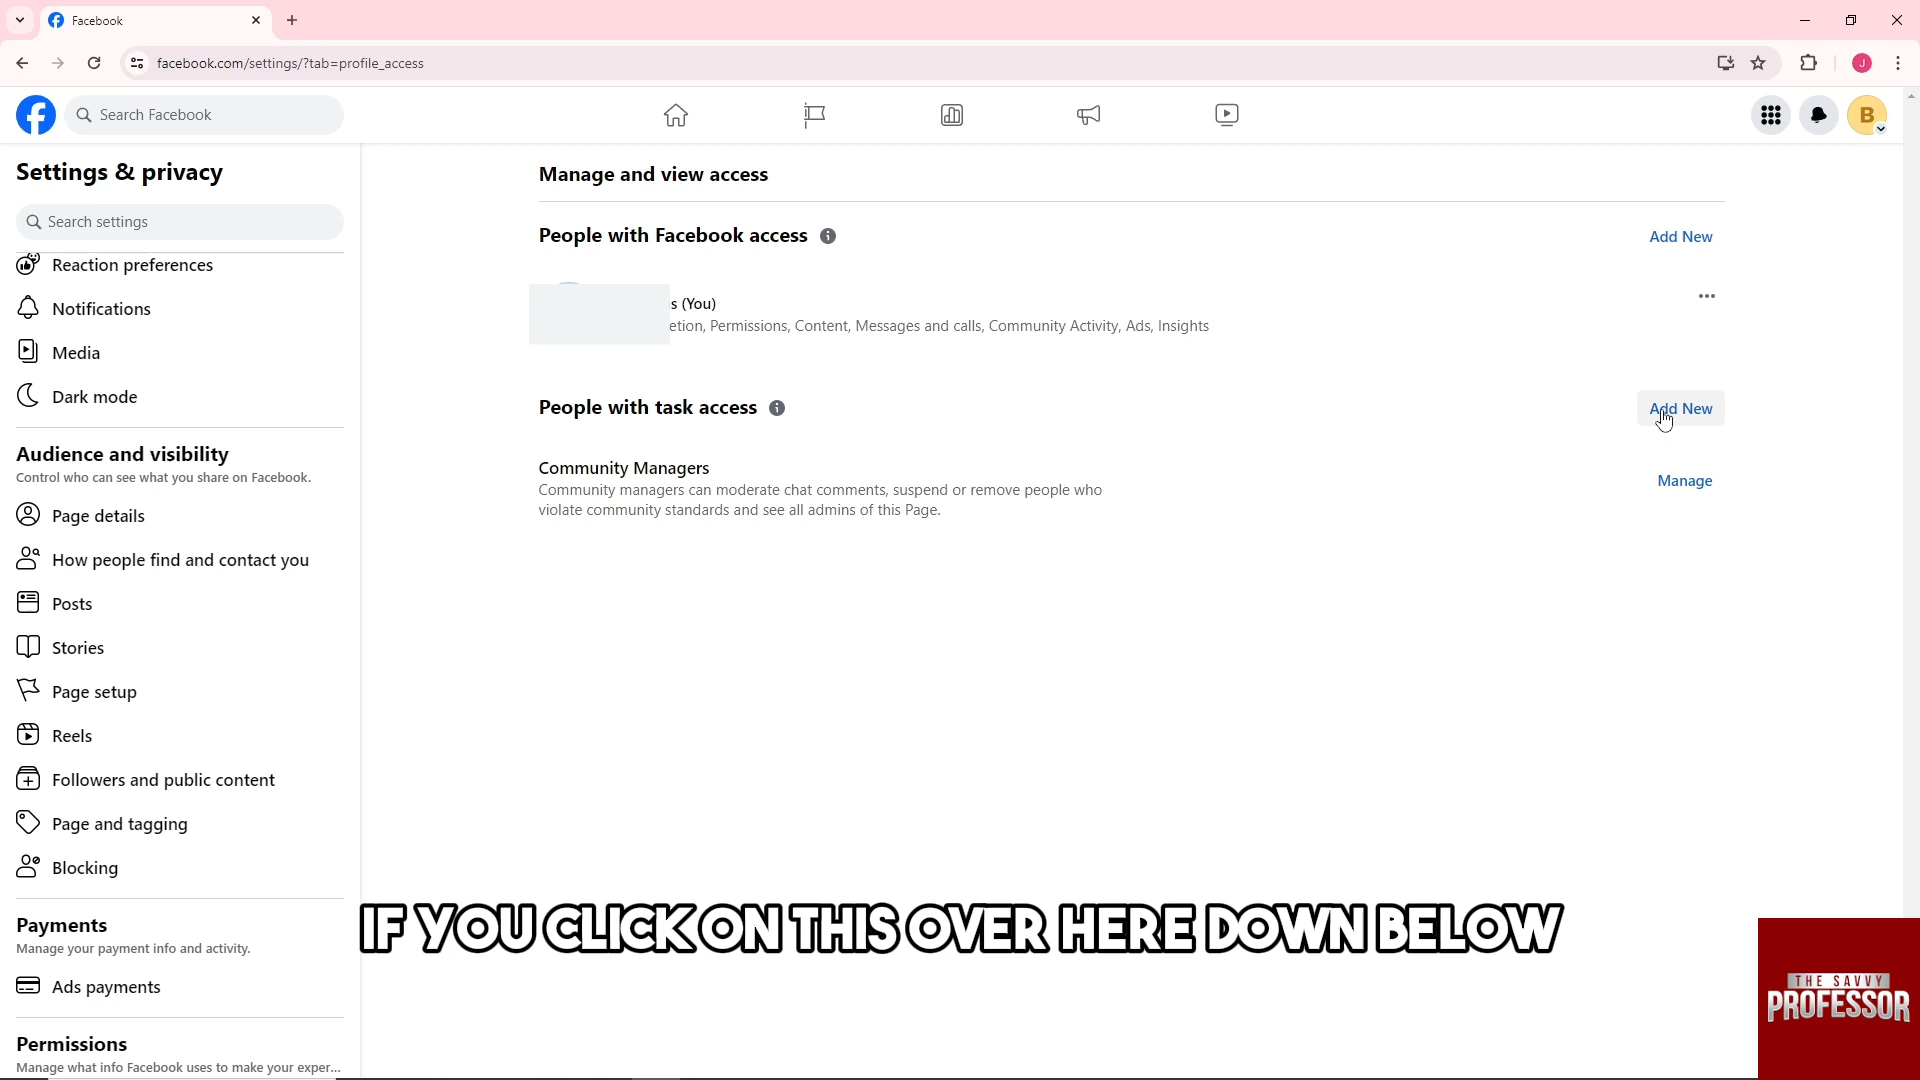 Facebook
facebook.com/settings/?tab=profile_access
J
Search Facebook
B
Settings & privacy
Search settings
Reaction preferences
Notifications
Media
Dark mode
Audience and visibility
Control who can see what you share on Facebook.
Page details
How people find and contact you
Posts
Stories
Page setup
Reels
Followers and public content
Page and tagging
Blocking
Payments
Manage your payment info and activity.
Ads payments
Permissions
Manage what info Facebook uses to make your exper...
Manage and view access
People with Facebook access
Add New
s (You)
etion, Permissions, Content, Messages and calls, Community Activity, Ads, Insights
People with task access
Add New
Community Managers
Community managers can moderate chat comments, suspend or remove people who
violate community standards and see all admins of this Page.
Manage
IF YOU CLICK ON THIS OVER HERE DOWN BELOW
THE SAVVY
PROFESSOR